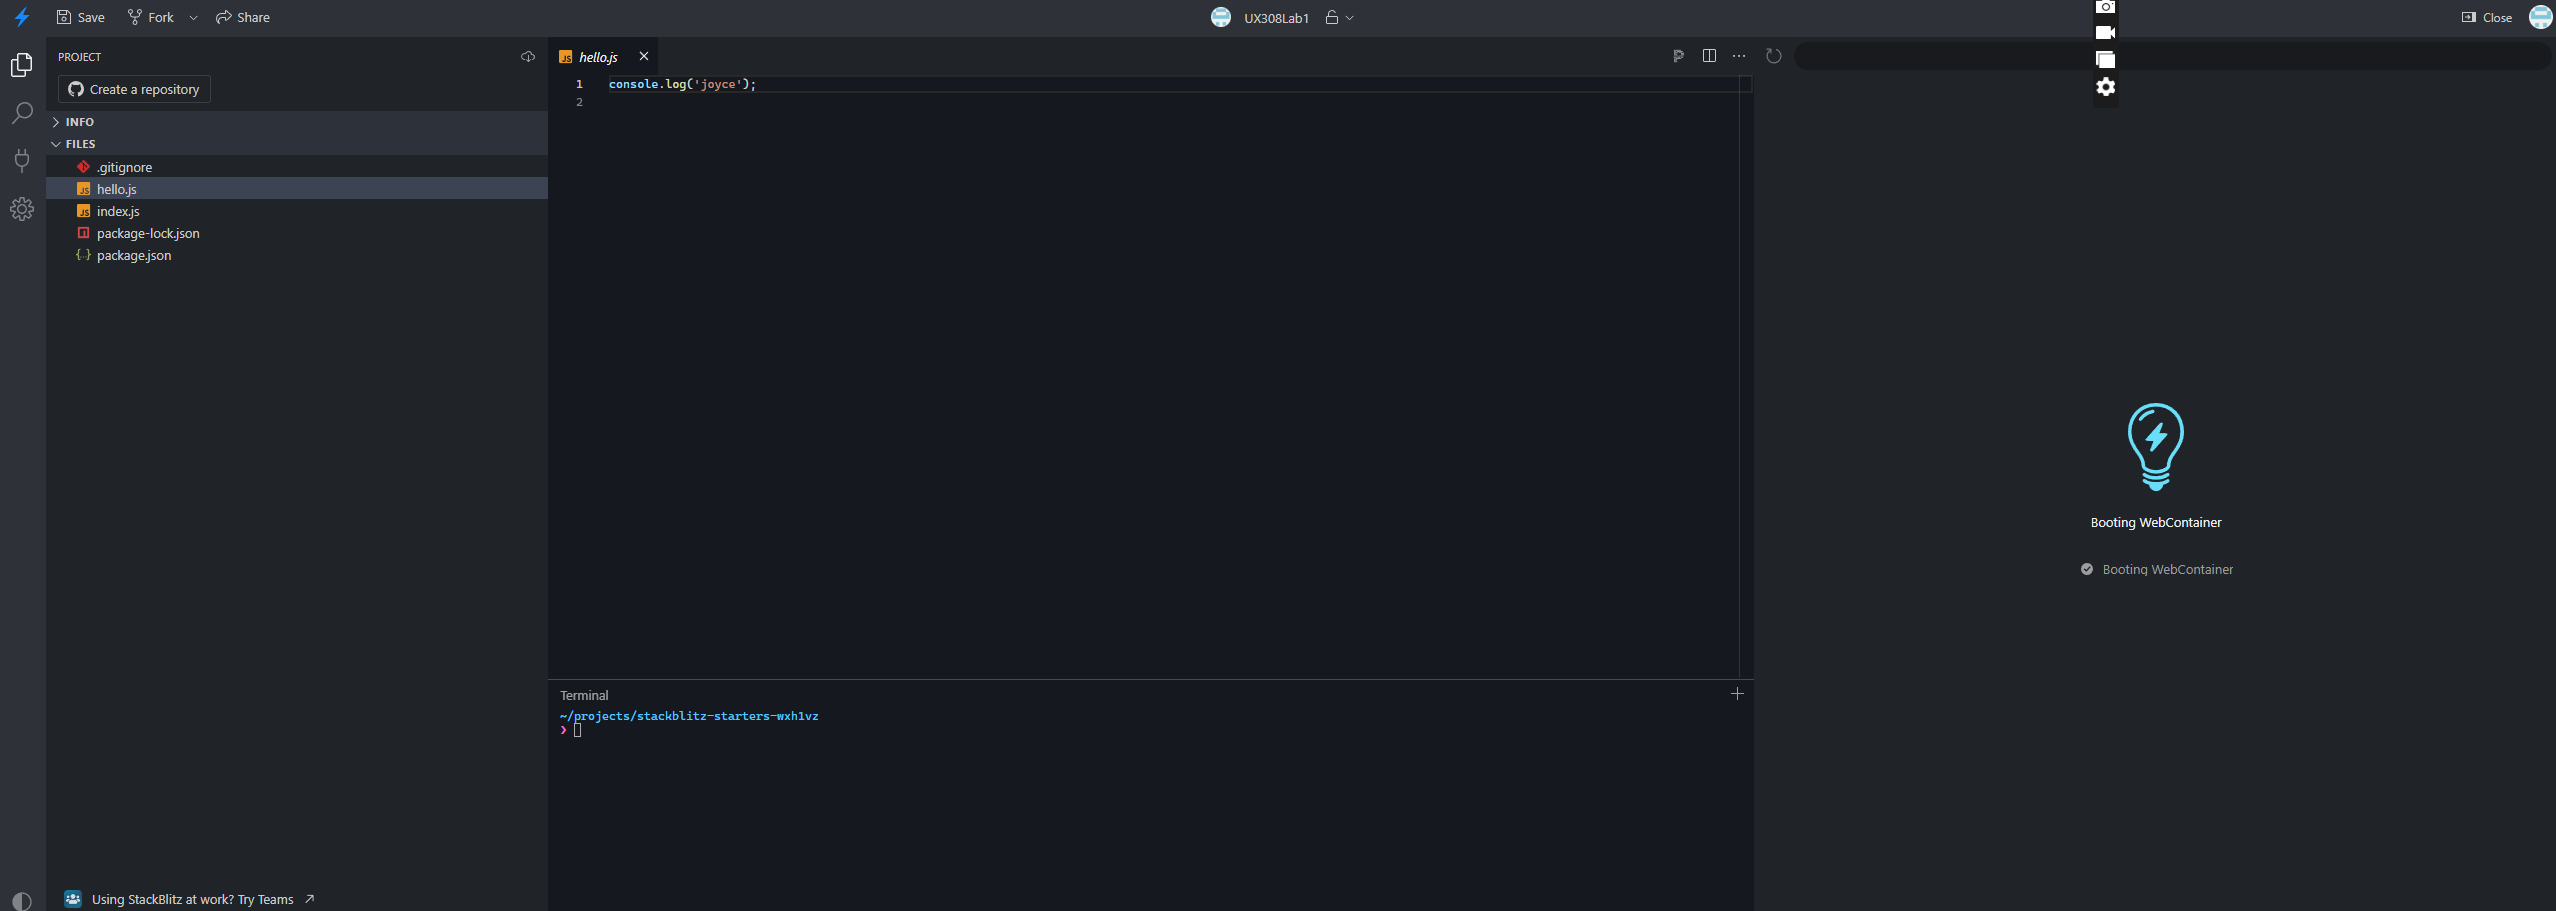 Save Fork Share UX308Lab1 Close
PROJECT
Create a repository
INFO
FILES
.gitignore
hello.js
index.js
package-lock.json
package.json
Using StackBlitz at work? Try Teams
hello.js
1 console.log('joyce');
2
Terminal
~/projects/stackblitz-starters-wxh1vz
❯
Booting WebContainer
Booting WebContainer